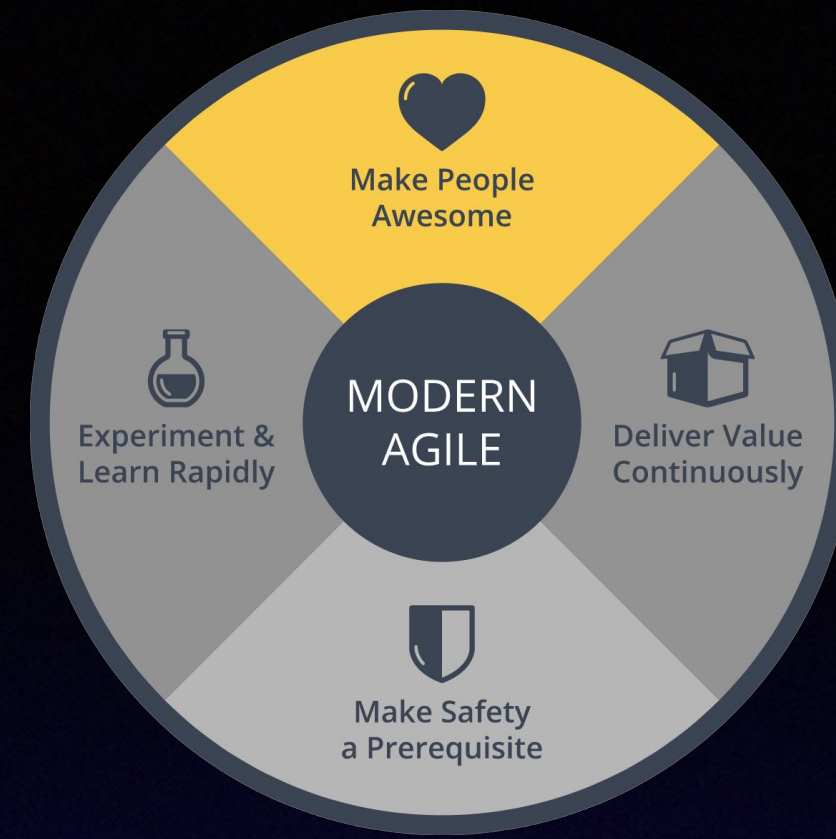 Make People
Awesome
MODERN
AGILE
Experiment &
Learn Rapidly
Deliver Value
Continuously
Make Safety
a Prerequisite